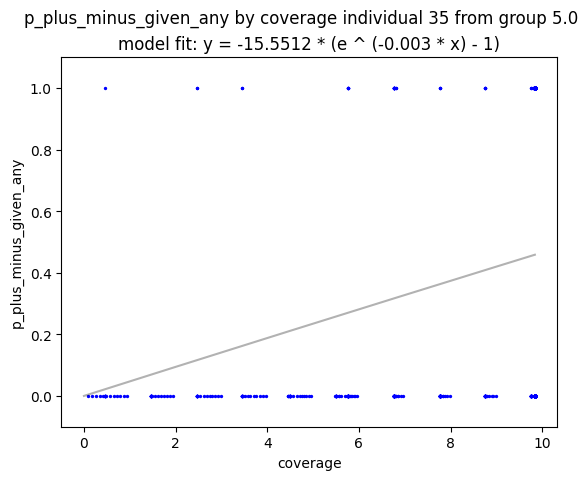 p_plus_minus_given_any by coverage individual 35 from group 5.0
model fit: y = -15.5512 * (e ^ (-0.003 * x) - 1)
1.0
0.8
0.6
0.4
0.2
0.0
p_plus_minus_given_any
0 2 4 6 8 10
coverage